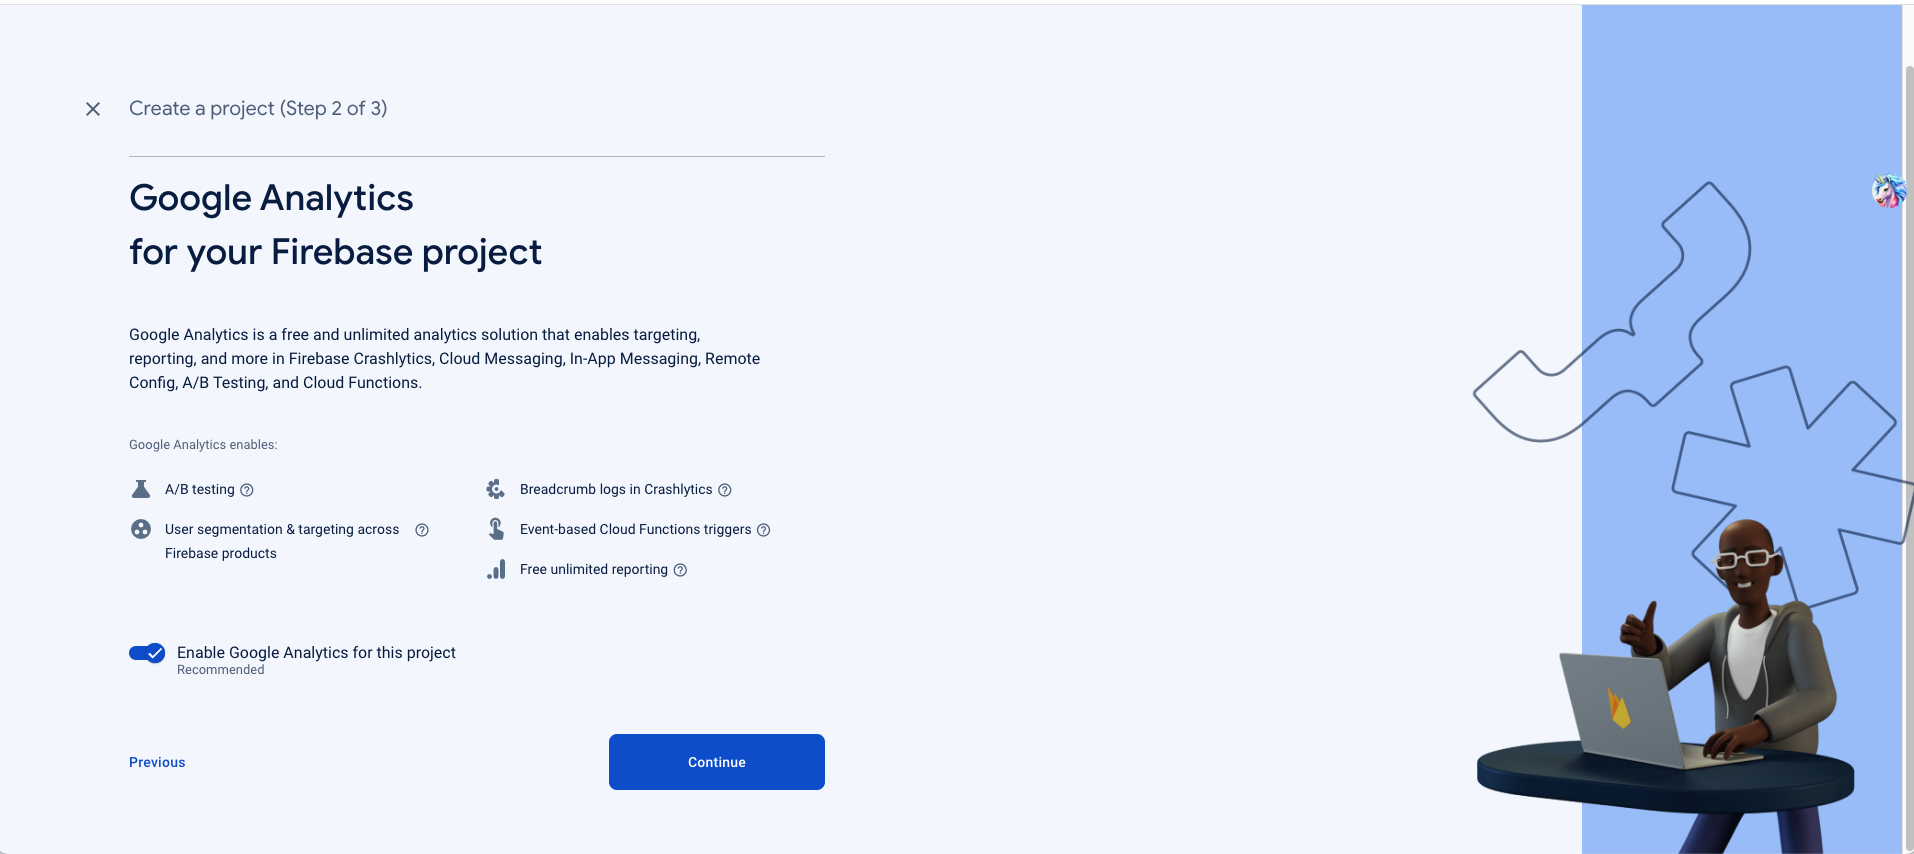 Create a project (Step 2 of 3)
Google Analytics
for your Firebase project
Google Analytics is a free and unlimited analytics solution that enables targeting,
reporting, and more in Firebase Crashlytics, Cloud Messaging, In-App Messaging, Remote
Config, A/B Testing, and Cloud Functions.
Google Analytics enables:
A/B testing
User segmentation & targeting across
Firebase products
Breadcrumb logs in Crashlytics
Event-based Cloud Functions triggers
Free unlimited reporting
Enable Google Analytics for this project
Recommended
Previous
Continue